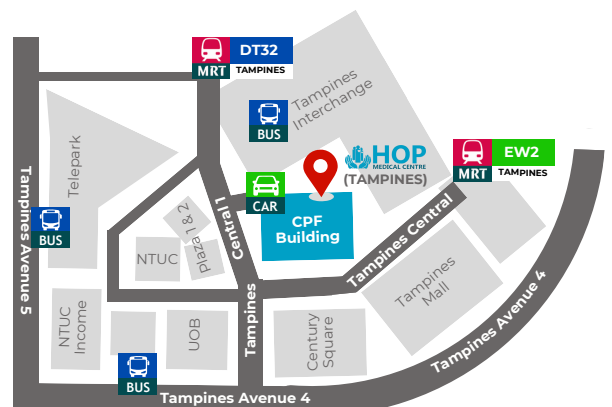 DT32
MRT
TAMPINES
Tampines
Interchange
BUS
HOP
MEDICAL CENTRE
(TAMPINES)
EW2
MRT
TAMPINES
Telepark
Tampines Avenue 5
BUS
CAR
CPF
Building
Plaza 1 & 2
NTUC
Central 1
Tampines
Tampines Central
Tampines
Mall
NTUC
Income
UOB
Century
Square
BUS
Tampines Avenue 4
Tampines Avenue 4